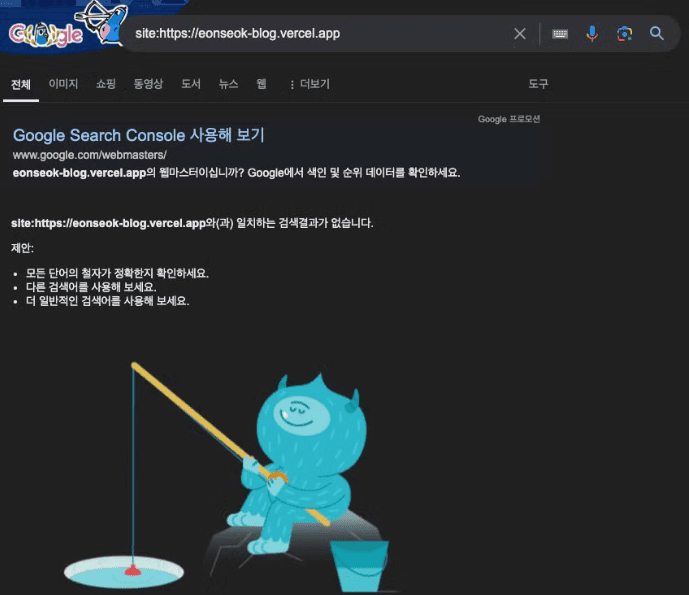 Google
site:https://eonseok-blog.vercel.app
전체 이미지 쇼핑 동영상 도서 뉴스 웹 ⋮ 더보기 도구
Google 프로모션
Google Search Console 사용해 보기
www.google.com/webmasters/
eonseok-blog.vercel.app의 웹마스터이십니까? Google에서 색인 및 순위 데이터를 확인하세요.
site:https://eonseok-blog.vercel.app와(과) 일치하는 검색결과가 없습니다.
제안:
• 모든 단어의 철자가 정확한지 확인하세요.
• 다른 검색어를 사용해 보세요.
• 더 일반적인 검색어를 사용해 보세요.